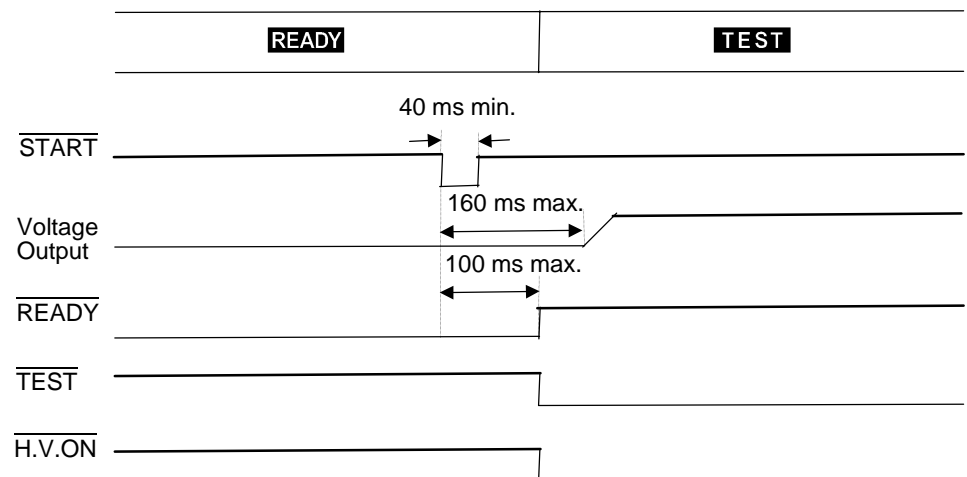 READY TEST
40 ms min.
START
160 ms max.
Voltage
Output
100 ms max.
READY
TEST
H.V.ON